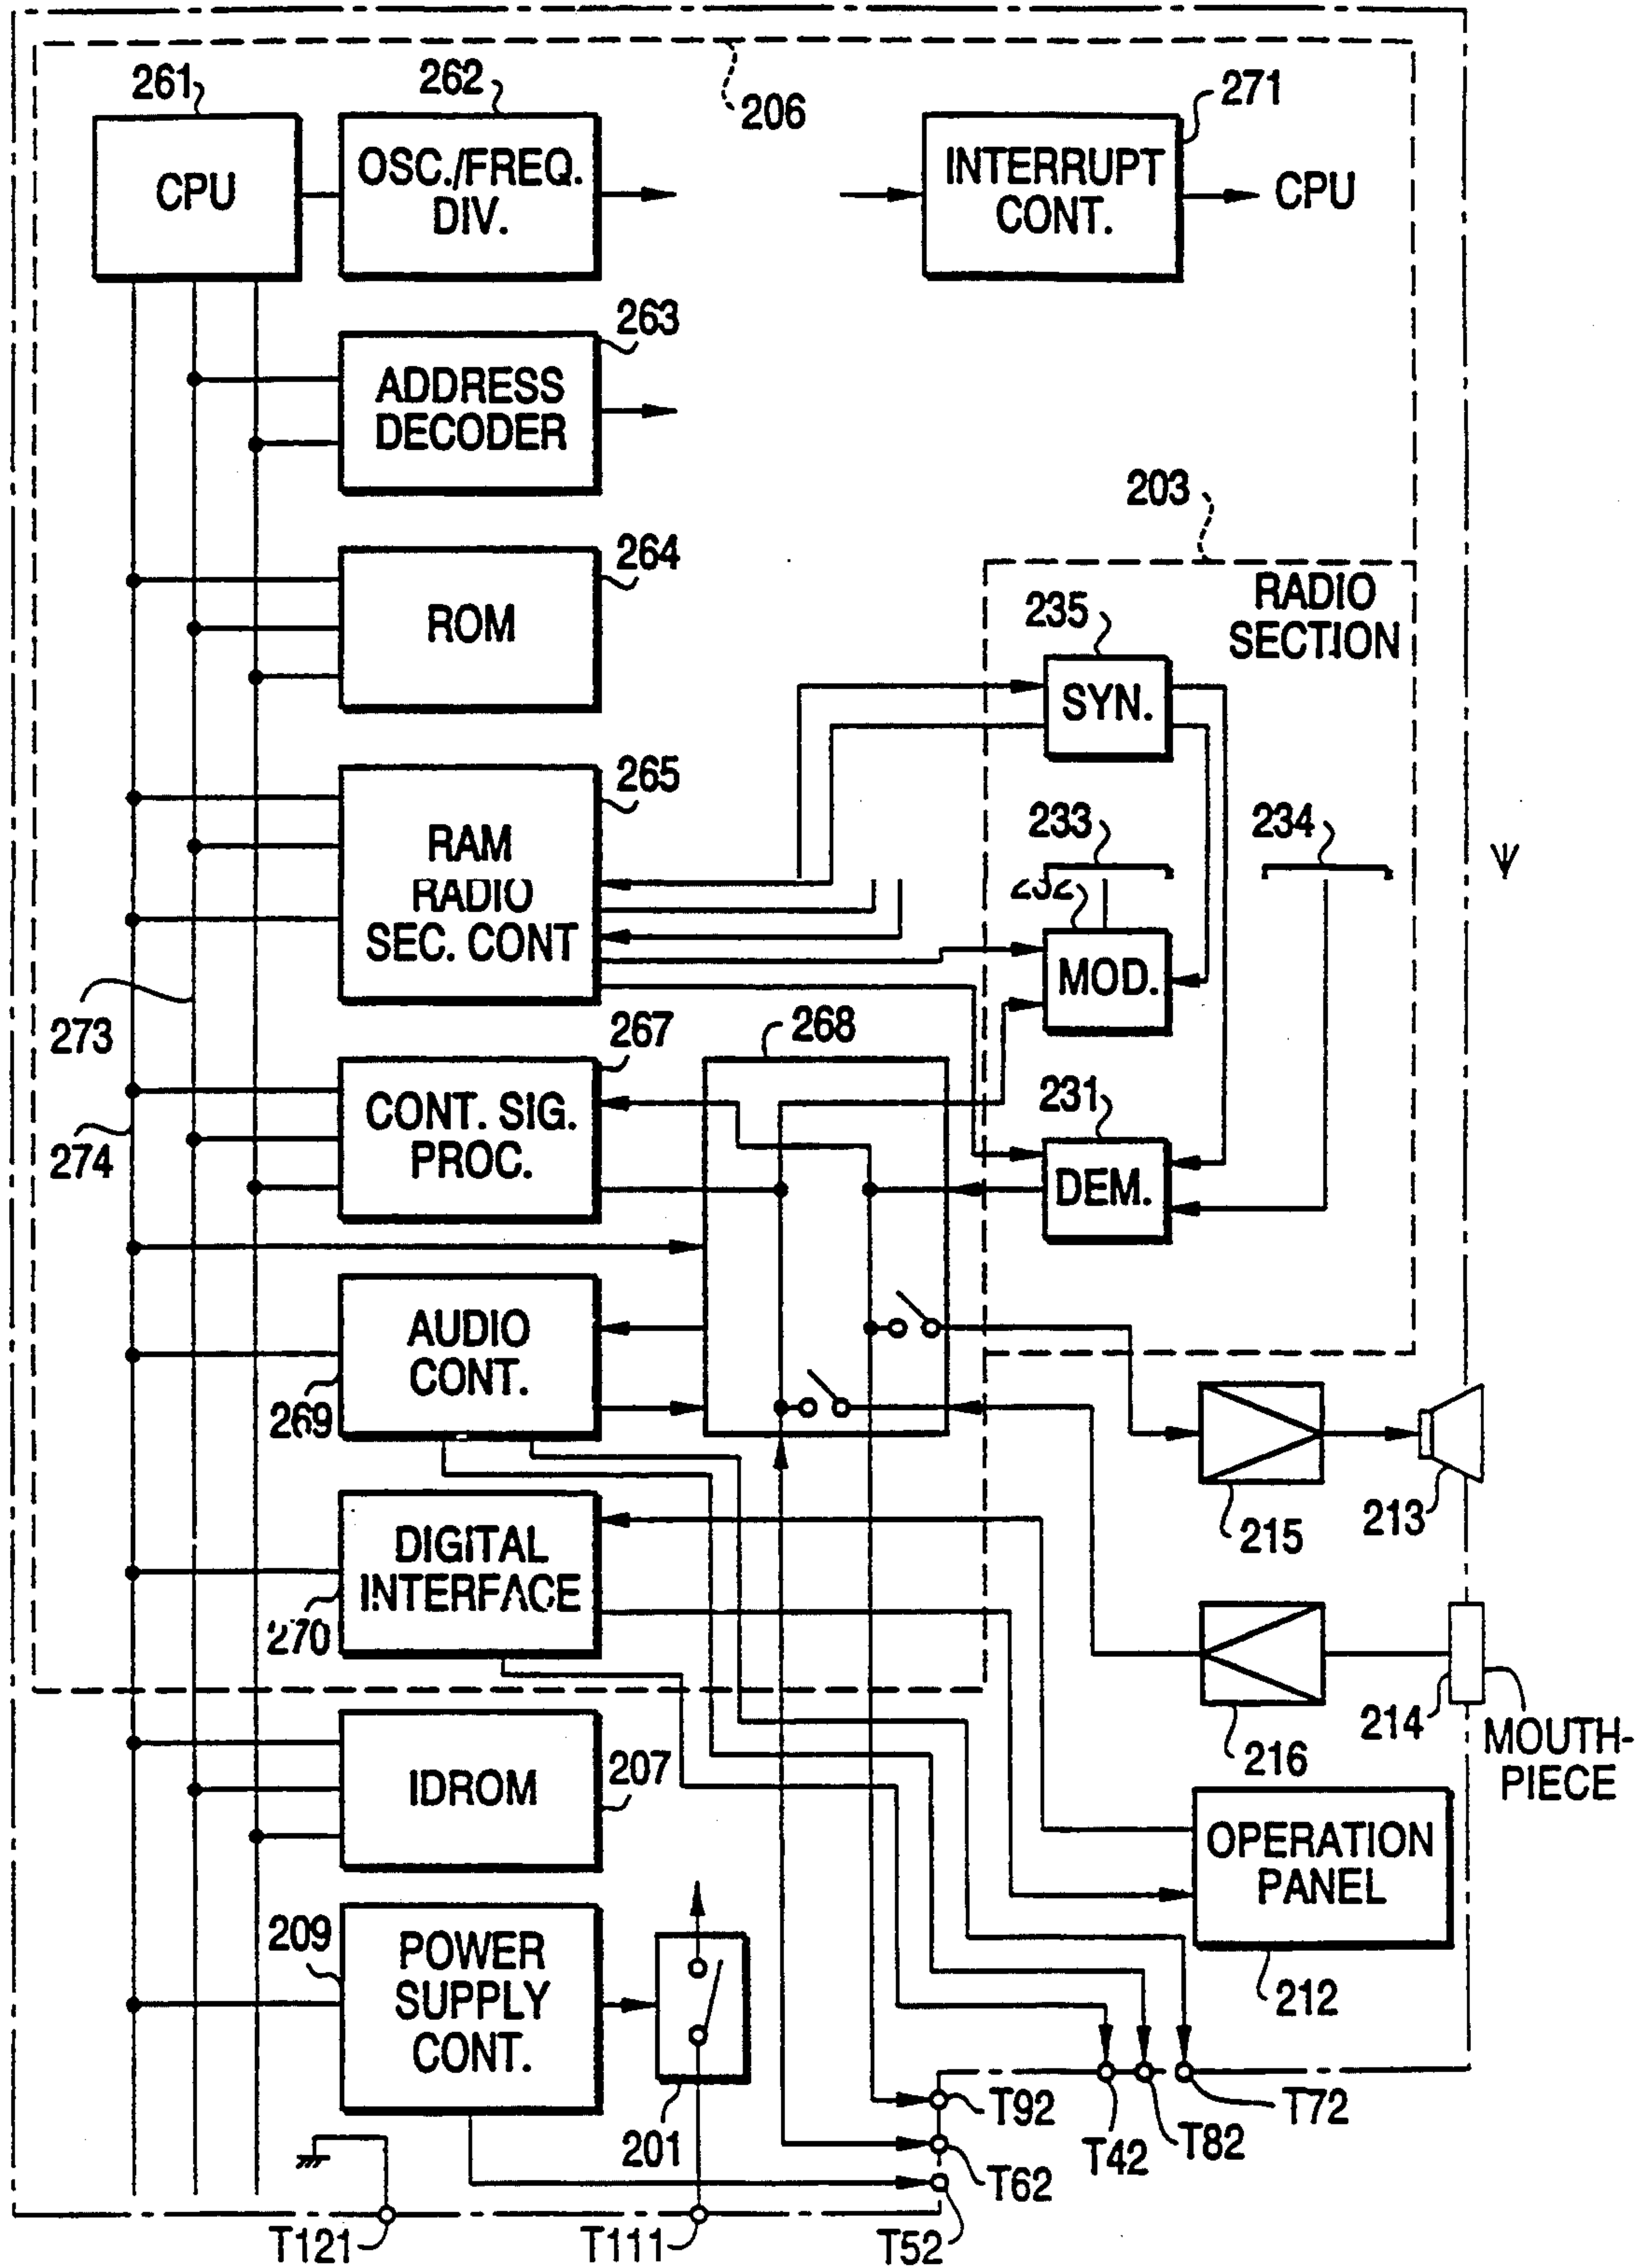 261
262
206
271
CPU
OSC./FREQ.
DIV.
INTERRUPT
CONT.
CPU
263
ADDRESS
DECODER
203
264
ROM
RADIO
SECTION
235
SYN.
265
RAM
RADIO
SEC. CONT
233
234
232
MOD.
273
267
268
CONT. SIG.
PROC.
274
231
DEM.
AUDIO
CONT.
269
215
213
DIGITAL
INTERFACE
270
216
214
MOUTH-
PIECE
IDROM
207
OPERATION
PANEL
212
209
POWER
SUPPLY
CONT.
201
T92
T62
T52
T42
T82
T72
T121
T111